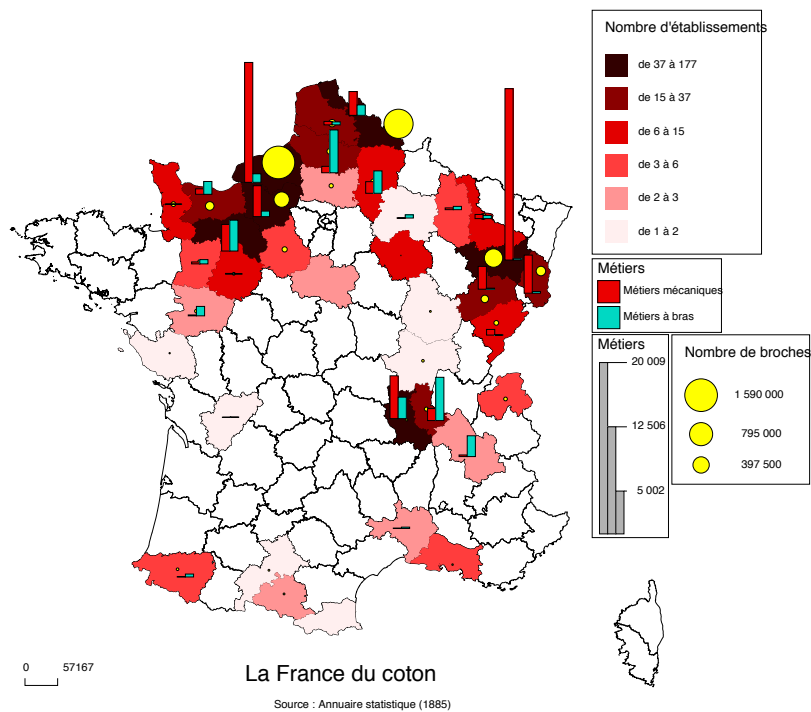 Nombre d'établissements
de 37 à 177
de 15 à 37
de 6 à 15
de 3 à 6
de 2 à 3
de 1 à 2
Métiers
Métiers mécaniques
Métiers à bras
Métiers
20 009
12 506
5 002
Nombre de broches
1 590 000
795 000
397 500
0 57167
La France du coton
Source : Annuaire statistique (1885)